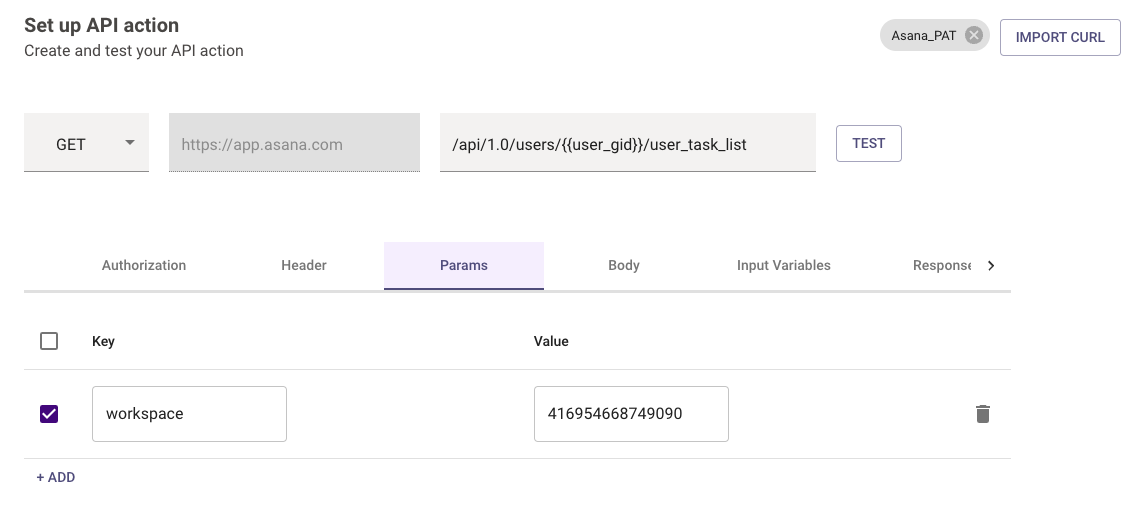 Set up API action
Create and test your API action
Asana_PAT
IMPORT CURL
GET
https://app.asana.com
/api/1.0/users/{{user_gid}}/user_task_list
TEST
Authorization
Header
Params
Body
Input Variables
Response
Key
Value
workspace
416954668749090
+ ADD